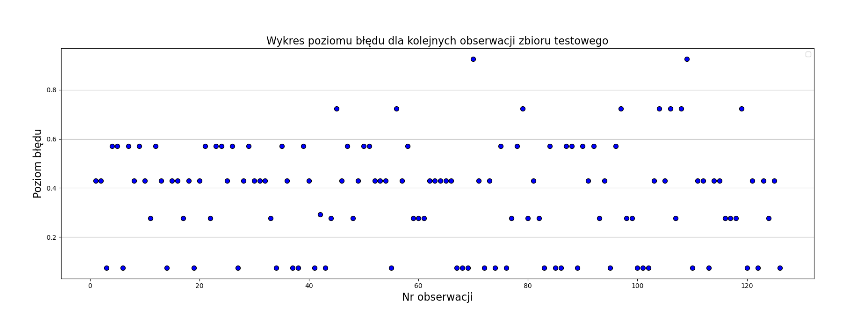 Wykres poziomu błędu dla kolejnych obserwacji zbioru testowego
Poziom błędu
0.8
0.6
0.4
0.2
0 20 40 60 80 100 120
Nr obserwacji